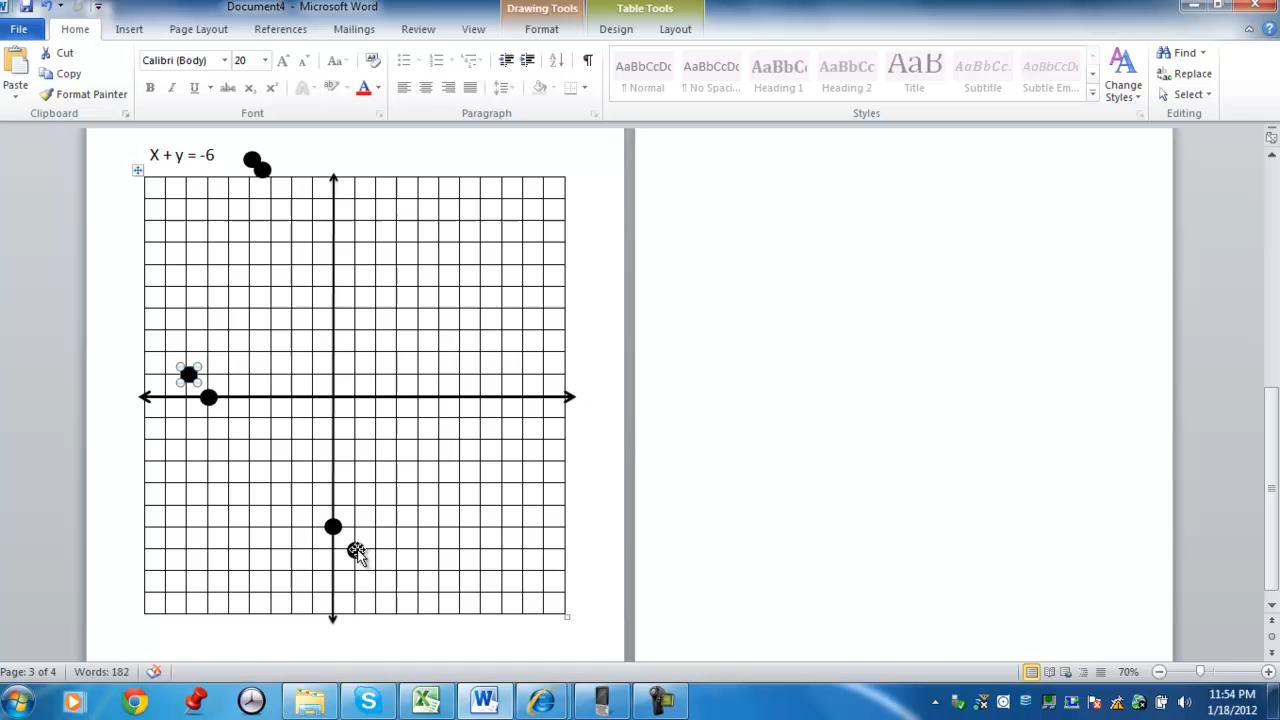 Document4 - Microsoft Word
Drawing Tools
Table Tools
File
Home
Insert
Page Layout
References
Mailings
Review
View
Format
Design
Layout
Paste
Cut
Copy
Format Painter
Clipboard
Calibri (Body)
20
Font
Paragraph
AaBbCcDc
¶ Normal
AaBbCcDc
¶ No Spaci...
AaBbC
Heading 1
AaBbCc
Heading 2
AaB
Title
AaBbCc.
Subtitle
AaBbCcDc
Subtle Em...
Change
Styles
Styles
Find
Replace
Select
Editing
X + y = -6
Page: 3 of 4
Words: 182
70%
11:54 PM
1/18/2012